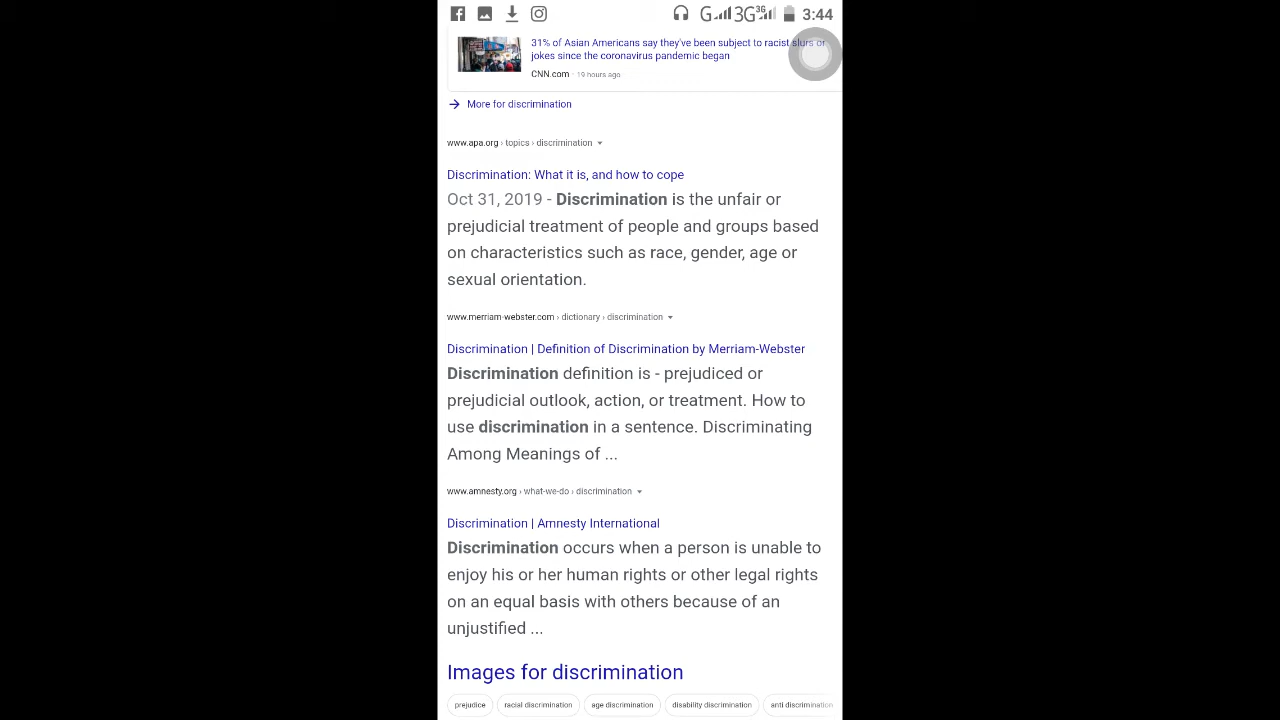 G 3G 3G 3:44
31% of Asian Americans say they've been subject to racist slurs or
jokes since the coronavirus pandemic began
CNN.com · 19 hours ago
More for discrimination
www.apa.org › topics › discrimination
Discrimination: What it is, and how to cope
Oct 31, 2019 - Discrimination is the unfair or
prejudicial treatment of people and groups based
on characteristics such as race, gender, age or
sexual orientation.
www.merriam-webster.com › dictionary › discrimination
Discrimination | Definition of Discrimination by Merriam-Webster
Discrimination definition is - prejudiced or
prejudicial outlook, action, or treatment. How to
use discrimination in a sentence. Discriminating
Among Meanings of ...
www.amnesty.org › what-we-do › discrimination
Discrimination | Amnesty International
Discrimination occurs when a person is unable to
enjoy his or her human rights or other legal rights
on an equal basis with others because of an
unjustified ...
Images for discrimination
prejudice racial discrimination age discrimination disability discrimination anti discrimination